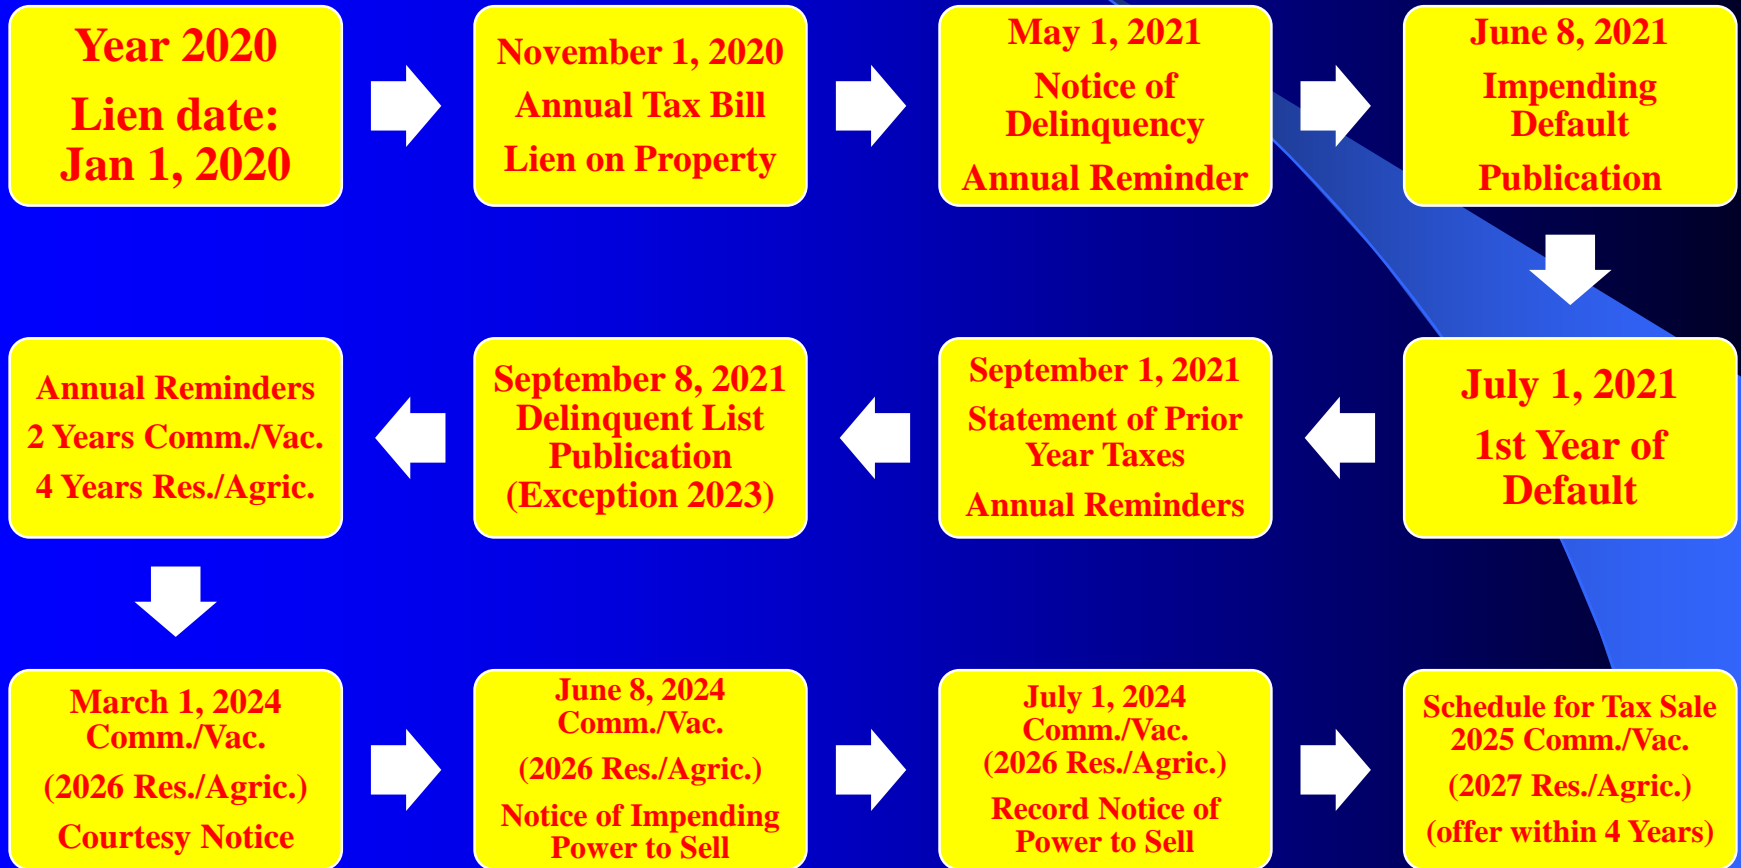 Year 2020
Lien date:
Jan 1, 2020
November 1, 2020
Annual Tax Bill
Lien on Property
May 1, 2021
Notice of
Delinquency
Annual Reminder
June 8, 2021
Impending
Default
Publication
July 1, 2021
1st Year of
Default
September 1, 2021
Statement of Prior
Year Taxes
Annual Reminders
September 8, 2021
Delinquent List
Publication
(Exception 2023)
Annual Reminders
2 Years Comm./Vac.
4 Years Res./Agric.
March 1, 2024
Comm./Vac.
(2026 Res./Agric.)
Courtesy Notice
June 8, 2024
Comm./Vac.
(2026 Res./Agric.)
Notice of Impending
Power to Sell
July 1, 2024
Comm./Vac.
(2026 Res./Agric.)
Record Notice of
Power to Sell
Schedule for Tax Sale
2025 Comm./Vac.
(2027 Res./Agric.)
(offer within 4 Years)